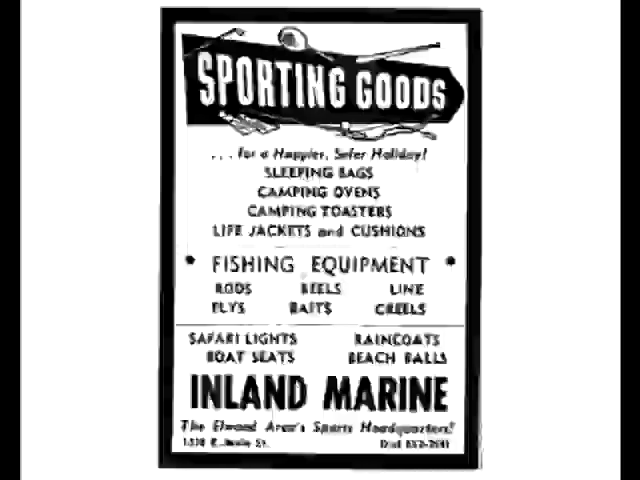 SPORTING GOODS
...for a Happier, Safer Holiday!
SLEEPING BAGS
CAMPING OVENS
CAMPING TOASTERS
LIFE JACKETS and CUSHIONS
• FISHING EQUIPMENT •
RODS REELS LINE
FLYS BAITS CREELS
SAFARI LIGHTS RAINCOATS
BOAT SEATS BEACH BALLS
INLAND MARINE
The Elwood Area's Sports Headquarters!
St. Dial